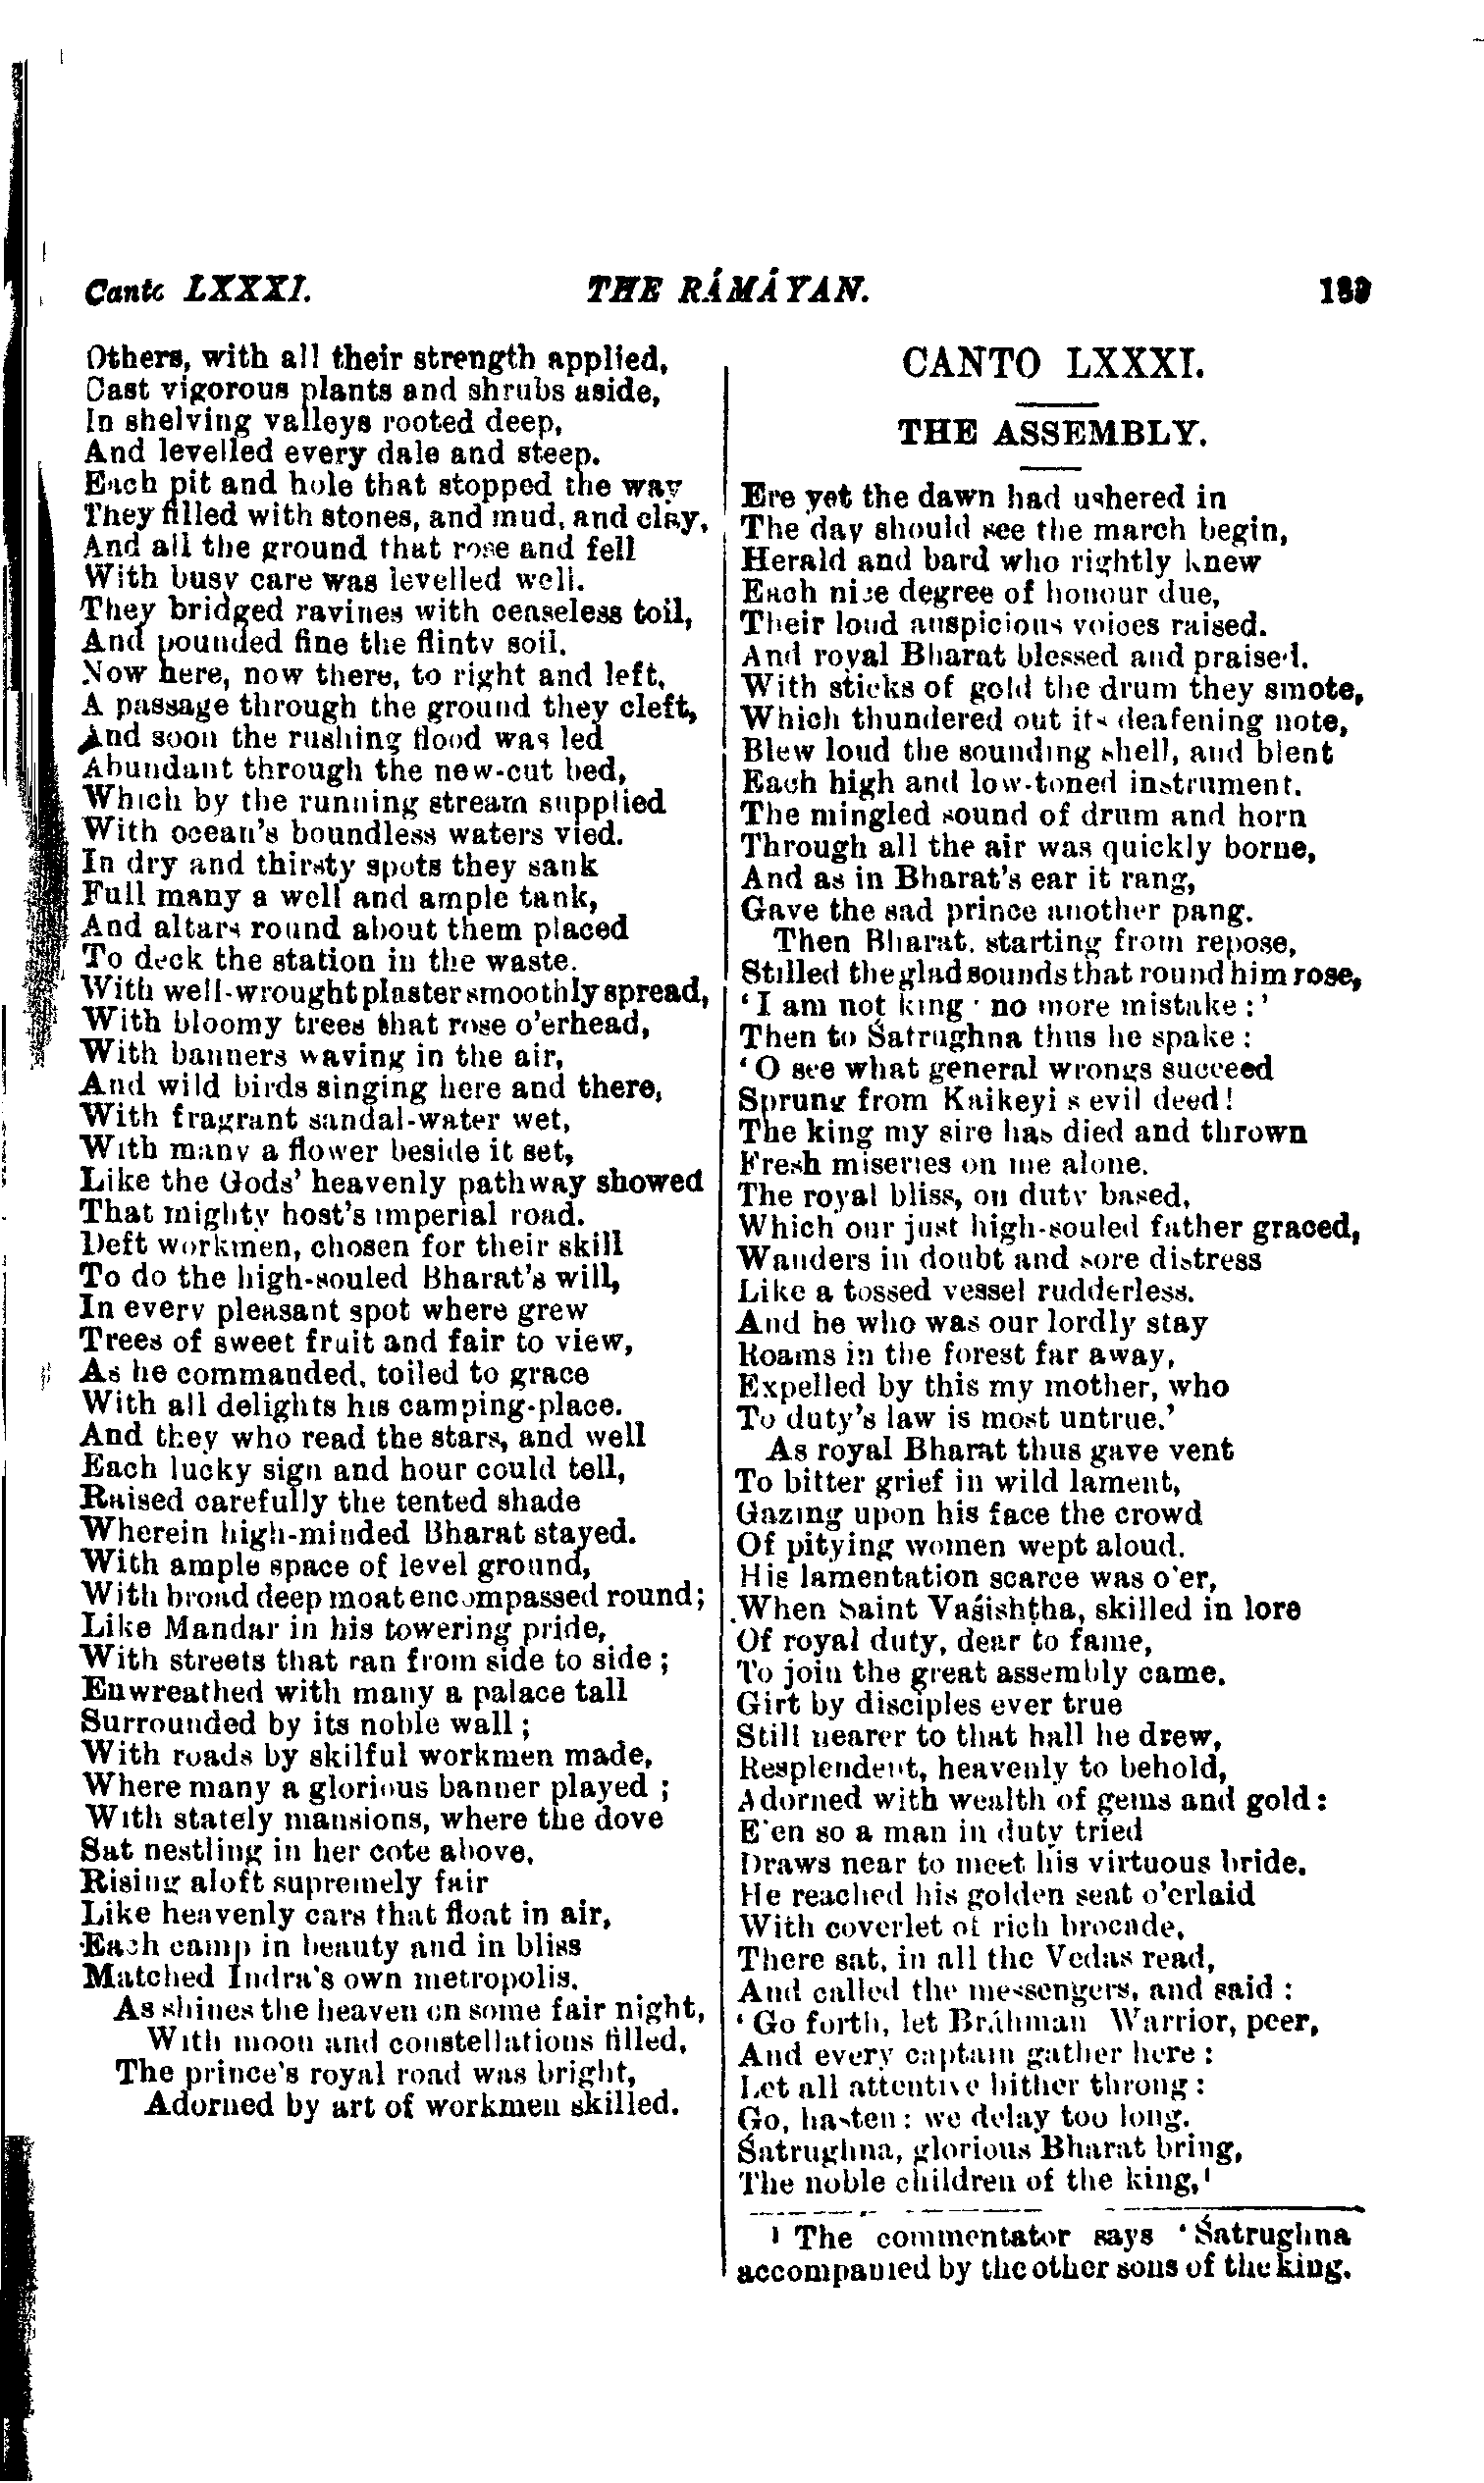 Canto LXXXI. THE RÁMÁYAN.
Others, with all their strength applied,
Cast vigorous plants and shrubs aside,
In shelving valleys rooted deep,
And levelled every dale and steep.
Each pit and hole that stopped the way
They filled with stones, and mud, and clay,
And all the ground that rose and fell
With busy care was levelled well.
They bridged ravines with ceaseless toil,
And pounded fine the flinty soil.
Now here, now there, to right and left,
A passage through the ground they cleft,
And soon the rushing flood was led
Abundant through the new-cut bed,
Which by the running stream supplied
With ocean's boundless waters vied.
In dry and thirsty spots they sank
Full many a well and ample tank,
And altars round about them placed
To deck the station in the waste.
With well-wrought plaster smoothly spread,
With bloomy trees that rose o'erhead,
With banners waving in the air,
And wild birds singing here and there,
With fragrant sandal-water wet,
With many a flower beside it set,
Like the Gods' heavenly pathway showed
That mighty host's imperial road.
Deft workmen, chosen for their skill
To do the high-souled Bharat's will,
In every pleasant spot where grew
Trees of sweet fruit and fair to view,
As he commanded, toiled to grace
With all delights his camping-place.
And they who read the stars, and well
Each lucky sign and hour could tell,
Raised carefully the tented shade
Wherein high-minded Bharat stayed.
With ample space of level ground,
With broad deep moat encompassed round;
Like Mandar in his towering pride,
With streets that ran from side to side;
Enwreathed with many a palace tall
Surrounded by its noble wall;
With roads by skilful workmen made,
Where many a glorious banner played;
With stately mansions, where the dove
Sat nestling in her cote above.
Rising aloft supremely fair
Like heavenly cars that float in air,
Each camp in beauty and in bliss
Matched Indra's own metropolis.
As shines the heaven on some fair night,
With moon and constellations filled,
The prince's royal road was bright,
Adorned by art of workmen skilled.
CANTO LXXXI.
THE ASSEMBLY.
Ere yet the dawn had ushered in
The day should see the march begin,
Herald and bard who rightly knew
Each nice degree of honour due,
Their loud auspicious voices raised,
And royal Bharat blessed and praised.
With sticks of gold the drum they smote,
Which thundered out its deafening note,
Blew loud the sounding shell, and blent
Each high and low-toned instrument.
The mingled sound of drum and horn
Through all the air was quickly borne,
And as in Bharat's ear it rang,
Gave the sad prince another pang.
Then Bharat, starting from repose,
Stilled the glad sounds that round him rose,
'I am not king: no more mistake:'
Then to Śatrughna thus he spake:
'O see what general wrongs succeed
Sprung from Kaikeyi's evil deed!
The king my sire has died and thrown
Fresh miseries on me alone.
The royal bliss, on duty based,
Which our just high-souled father graced,
Wanders in doubt and sore distress
Like a tossed vessel rudderless.
And he who was our lordly stay
Roams in the forest far away,
Expelled by this my mother, who
To duty's law is most untrue.'
As royal Bharat thus gave vent
To bitter grief in wild lament,
Gazing upon his face the crowd
Of pitying women wept aloud.
His lamentation scarce was o'er,
When Saint Vaśishṭha, skilled in lore
Of royal duty, dear to fame,
To join the great assembly came.
Girt by disciples ever true
Still nearer to that hall he drew,
Resplendent, heavenly to behold,
Adorned with wealth of gems and gold:
E'en so a man in duty tried
Draws near to meet his virtuous bride.
He reached his golden seat o'erlaid
With coverlet of rich brocade,
There sat, in all the Vedas read,
And called the messengers, and said:
'Go forth, let Bráhman Warrior, peer,
And every captain gather here:
Let all attentive hither throng:
Go, hasten: we delay too long.
Śatrughna, glorious Bharat bring,
The noble children of the king,¹
¹ The commentator says 'Śatrughna
accompanied by the other sons of the king.